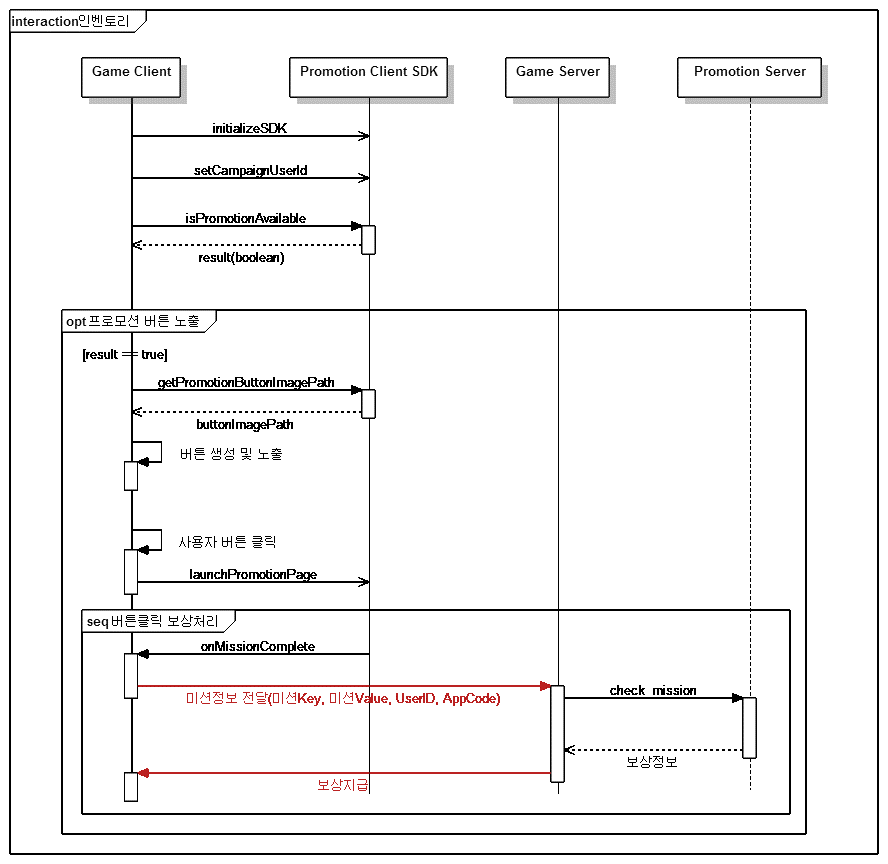 interaction인벤토리
Game Client
Promotion Client SDK
Game Server
Promotion Server
initializeSDK
setCampaignUserId
isPromotionAvailable
result(boolean)
opt 프로모션 버튼 노출
[result == true]
getPromotionButtonImagePath
buttonImagePath
버튼 생성 및 노출
사용자 버튼 클릭
launchPromotionPage
seq 버튼클릭 보상처리
onMissionComplete
미션정보 전달(미션Key, 미션Value, UserID, AppCode)
check_mission
보상정보
보상지급